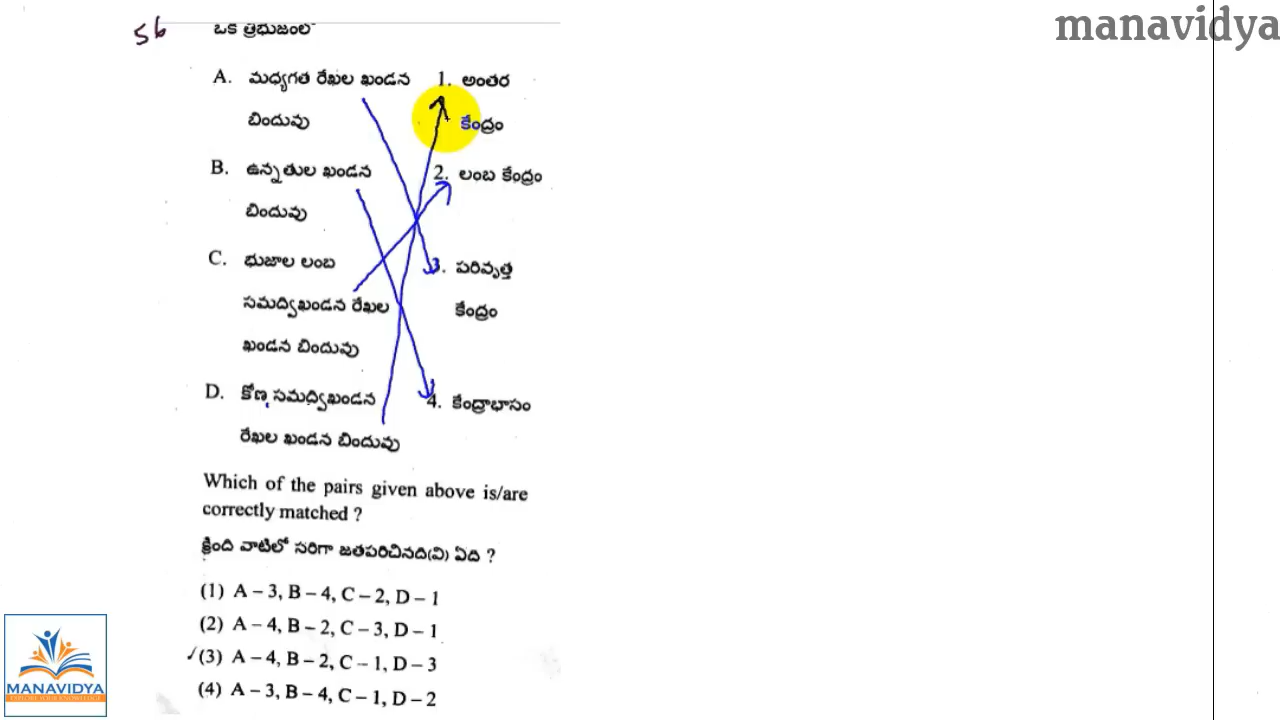 manavidya
56
ఒక త్రిభుజంలో
A. మధ్యగత రేఖల ఖండన 1. అంతర
బిందువు కేంద్రం
B. ఉన్నతుల ఖండన 2. లంబ కేంద్రం
బిందువు
C. భుజాల లంబ 3. పరివృత్త
సమద్విఖండన రేఖల కేంద్రం
ఖండన బిందువు
D. కోణ సమద్విఖండన 4. కేంద్రాభాసం
రేఖల ఖండన బిందువు
Which of the pairs given above is/are
correctly matched ?
క్రింది వాటిలో సరిగా జతపరిచినది(వి) ఏది ?
(1) A – 3, B – 4, C – 2, D – 1
(2) A – 4, B – 2, C – 3, D – 1
(3) A – 4, B – 2, C – 1, D – 3
(4) A – 3, B – 4, C – 1, D – 2
MANAVIDYA